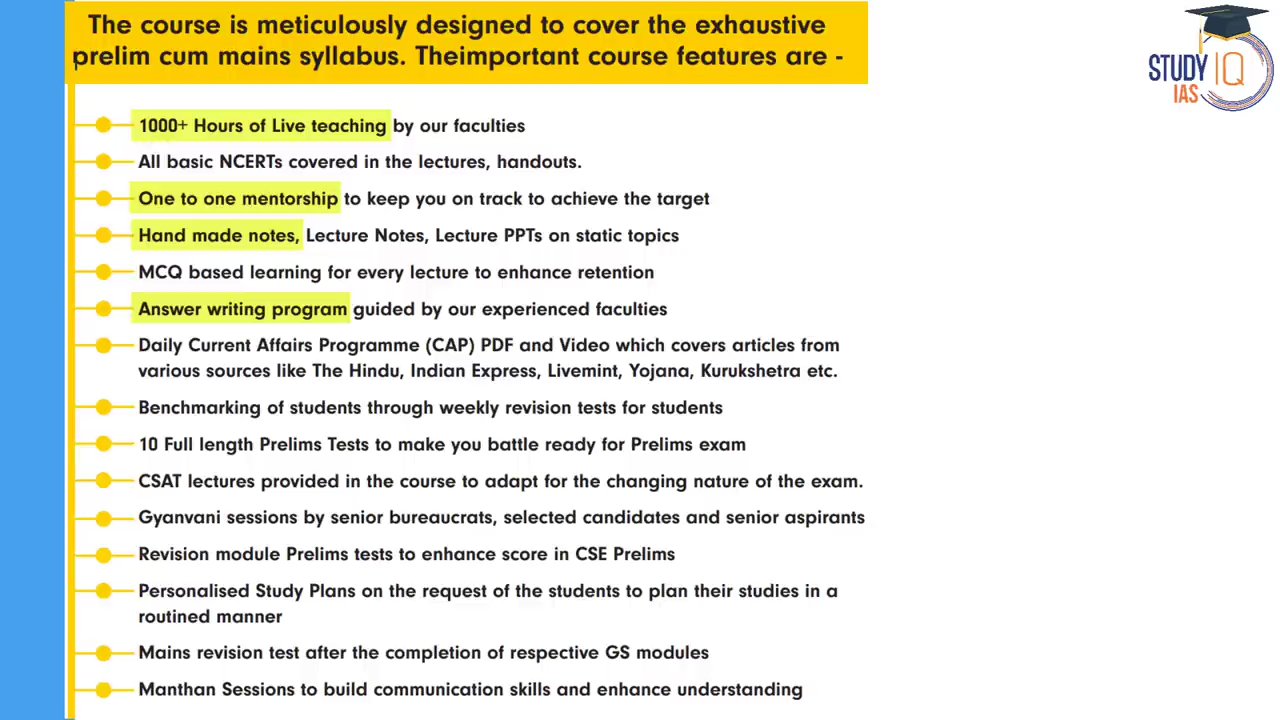 The course is meticulously designed to cover the exhaustive
prelim cum mains syllabus. Theimportant course features are -
STUDY IQ
IAS
1000+ Hours of Live teaching by our faculties
All basic NCERTs covered in the lectures, handouts.
One to one mentorship to keep you on track to achieve the target
Hand made notes, Lecture Notes, Lecture PPTs on static topics
MCQ based learning for every lecture to enhance retention
Answer writing program guided by our experienced faculties
Daily Current Affairs Programme (CAP) PDF and Video which covers articles from
various sources like The Hindu, Indian Express, Livemint, Yojana, Kurukshetra etc.
Benchmarking of students through weekly revision tests for students
10 Full length Prelims Tests to make you battle ready for Prelims exam
CSAT lectures provided in the course to adapt for the changing nature of the exam.
Gyanvani sessions by senior bureaucrats, selected candidates and senior aspirants
Revision module Prelims tests to enhance score in CSE Prelims
Personalised Study Plans on the request of the students to plan their studies in a
routined manner
Mains revision test after the completion of respective GS modules
Manthan Sessions to build communication skills and enhance understanding